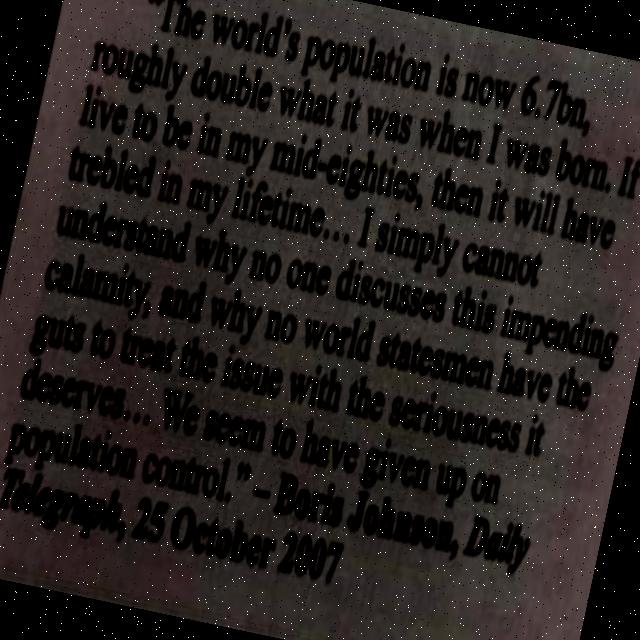 "The world's population is now 6.7bn,
roughly double what it was when I was born. If
live to be in my mid-eighties, then it will have
trebled in my lifetime... I simply cannot
understand why no one discusses this impending
calamity, and why no world statesmen have the
guts to treat the issue with the seriousness it
deserves.... We seem to have given up on
population control." – Boris Johnson, Daily
Telegraph, 25 October 2007